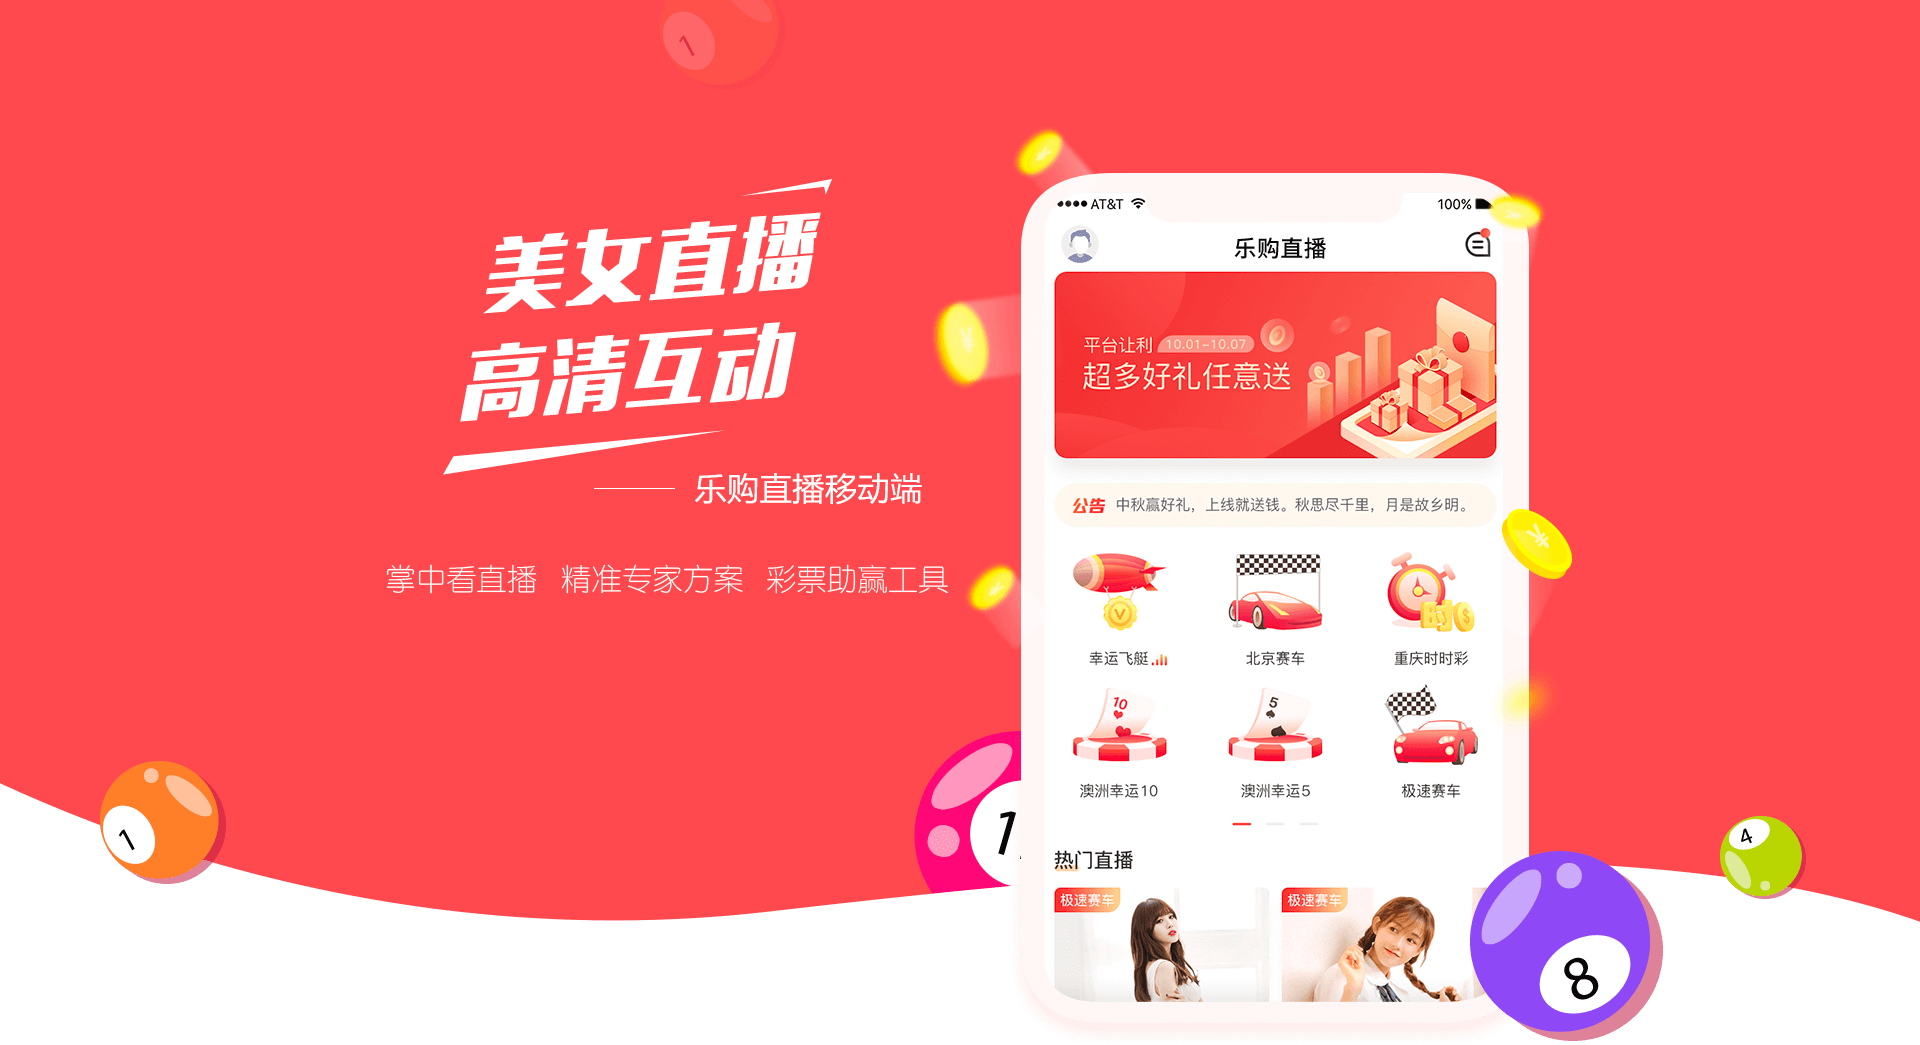 1
美女直播
高清互动
乐购直播移动端
掌中看直播 精准专家方案 彩票助赢工具
AT&T
100%
乐购直播
平台让利 10.01-10.07
超多好礼任意送
公告 中秋赢好礼，上线就送钱。秋思尽千里，月是故乡明。
时
幸运飞艇 北京赛车 重庆时时彩
10
5
澳洲幸运10 澳洲幸运5 极速赛车
热门直播
极速赛车 极速赛车
1
1
4
8